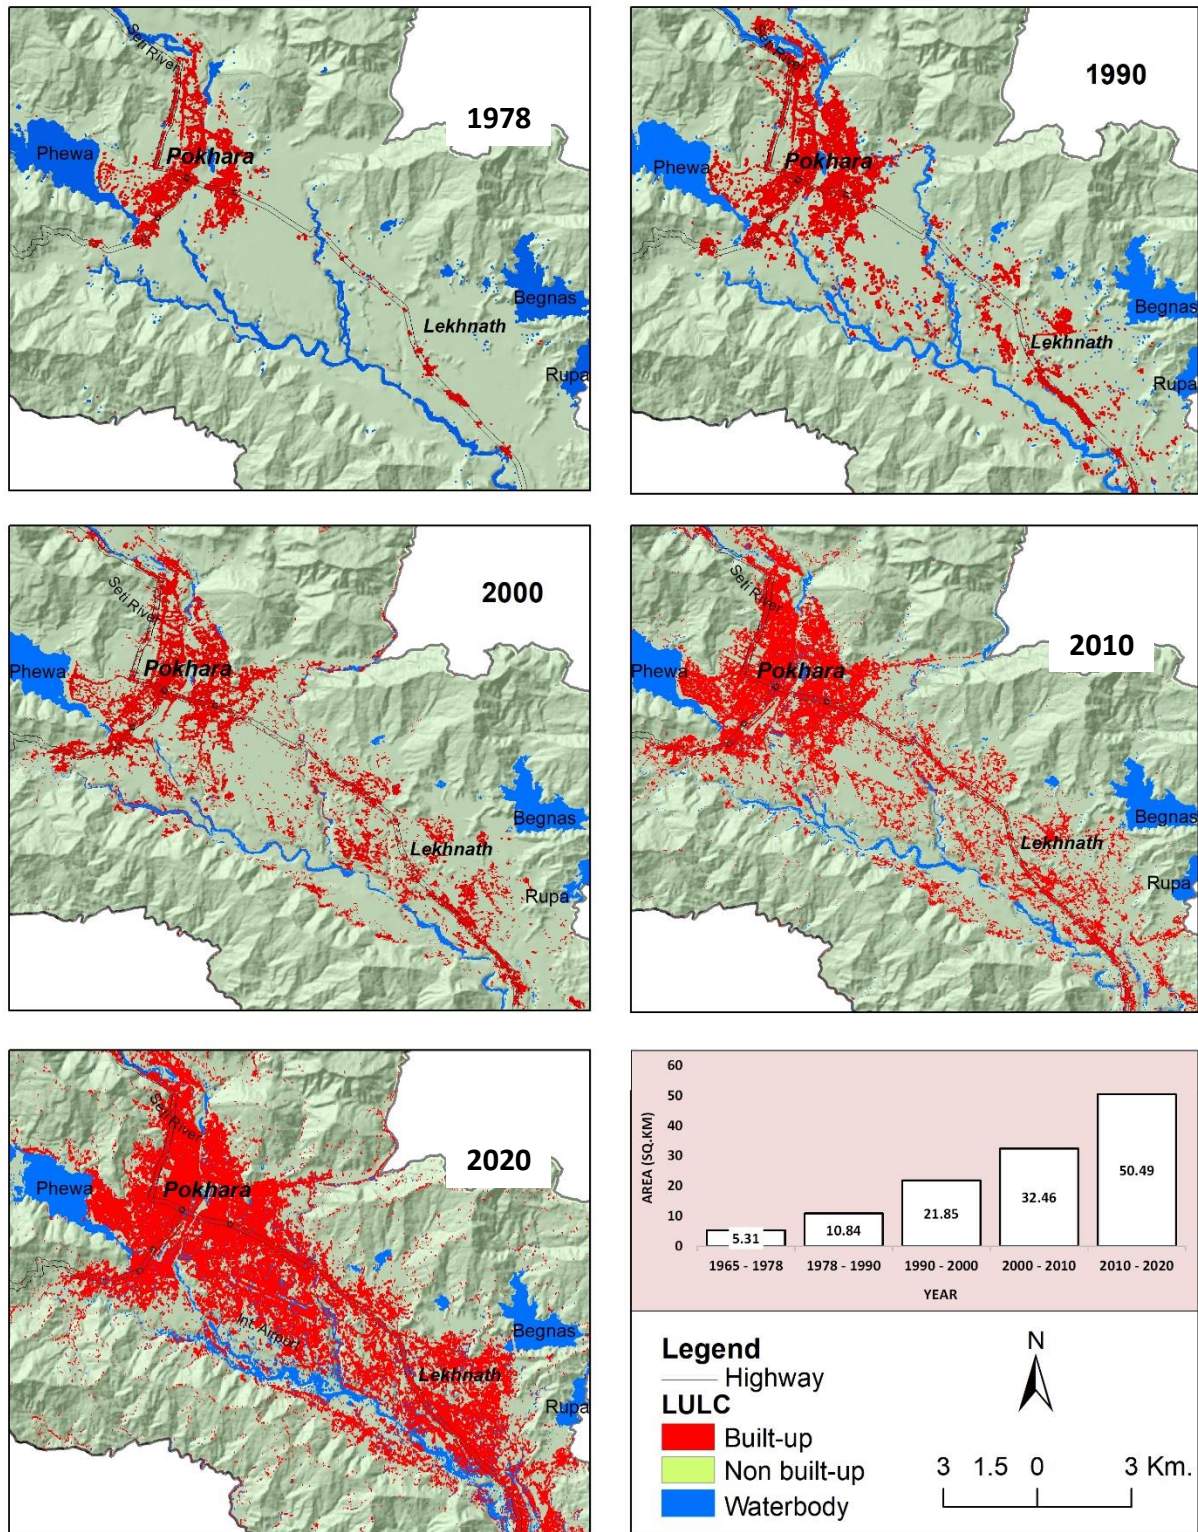 1978
Seti River
Phewa
Pokhara
Begnas
Lekhnath
Rupa
1990
Seti River
Phewa
Pokhara
Begnas
Lekhnath
Rupa
2000
Seti River
Phewa
Pokhara
Begnas
Lekhnath
Rupa
2010
Seti River
Phewa
Pokhara
Begnas
Lekhnath
Rupa
2020
Seti River
Phewa
Pokhara
Int. Airport
Begnas
Lekhnath
Rupa
AREA (SQ.KM)
60
50
40
30
20
10
0
5.31
10.84
21.85
32.46
50.49
1965 - 1978
1978 - 1990
1990 - 2000
2000 - 2010
2010 - 2020
YEAR
Legend
Highway
LULC
Built-up
Non built-up
Waterbody
N
3 1.5 0 3 Km.